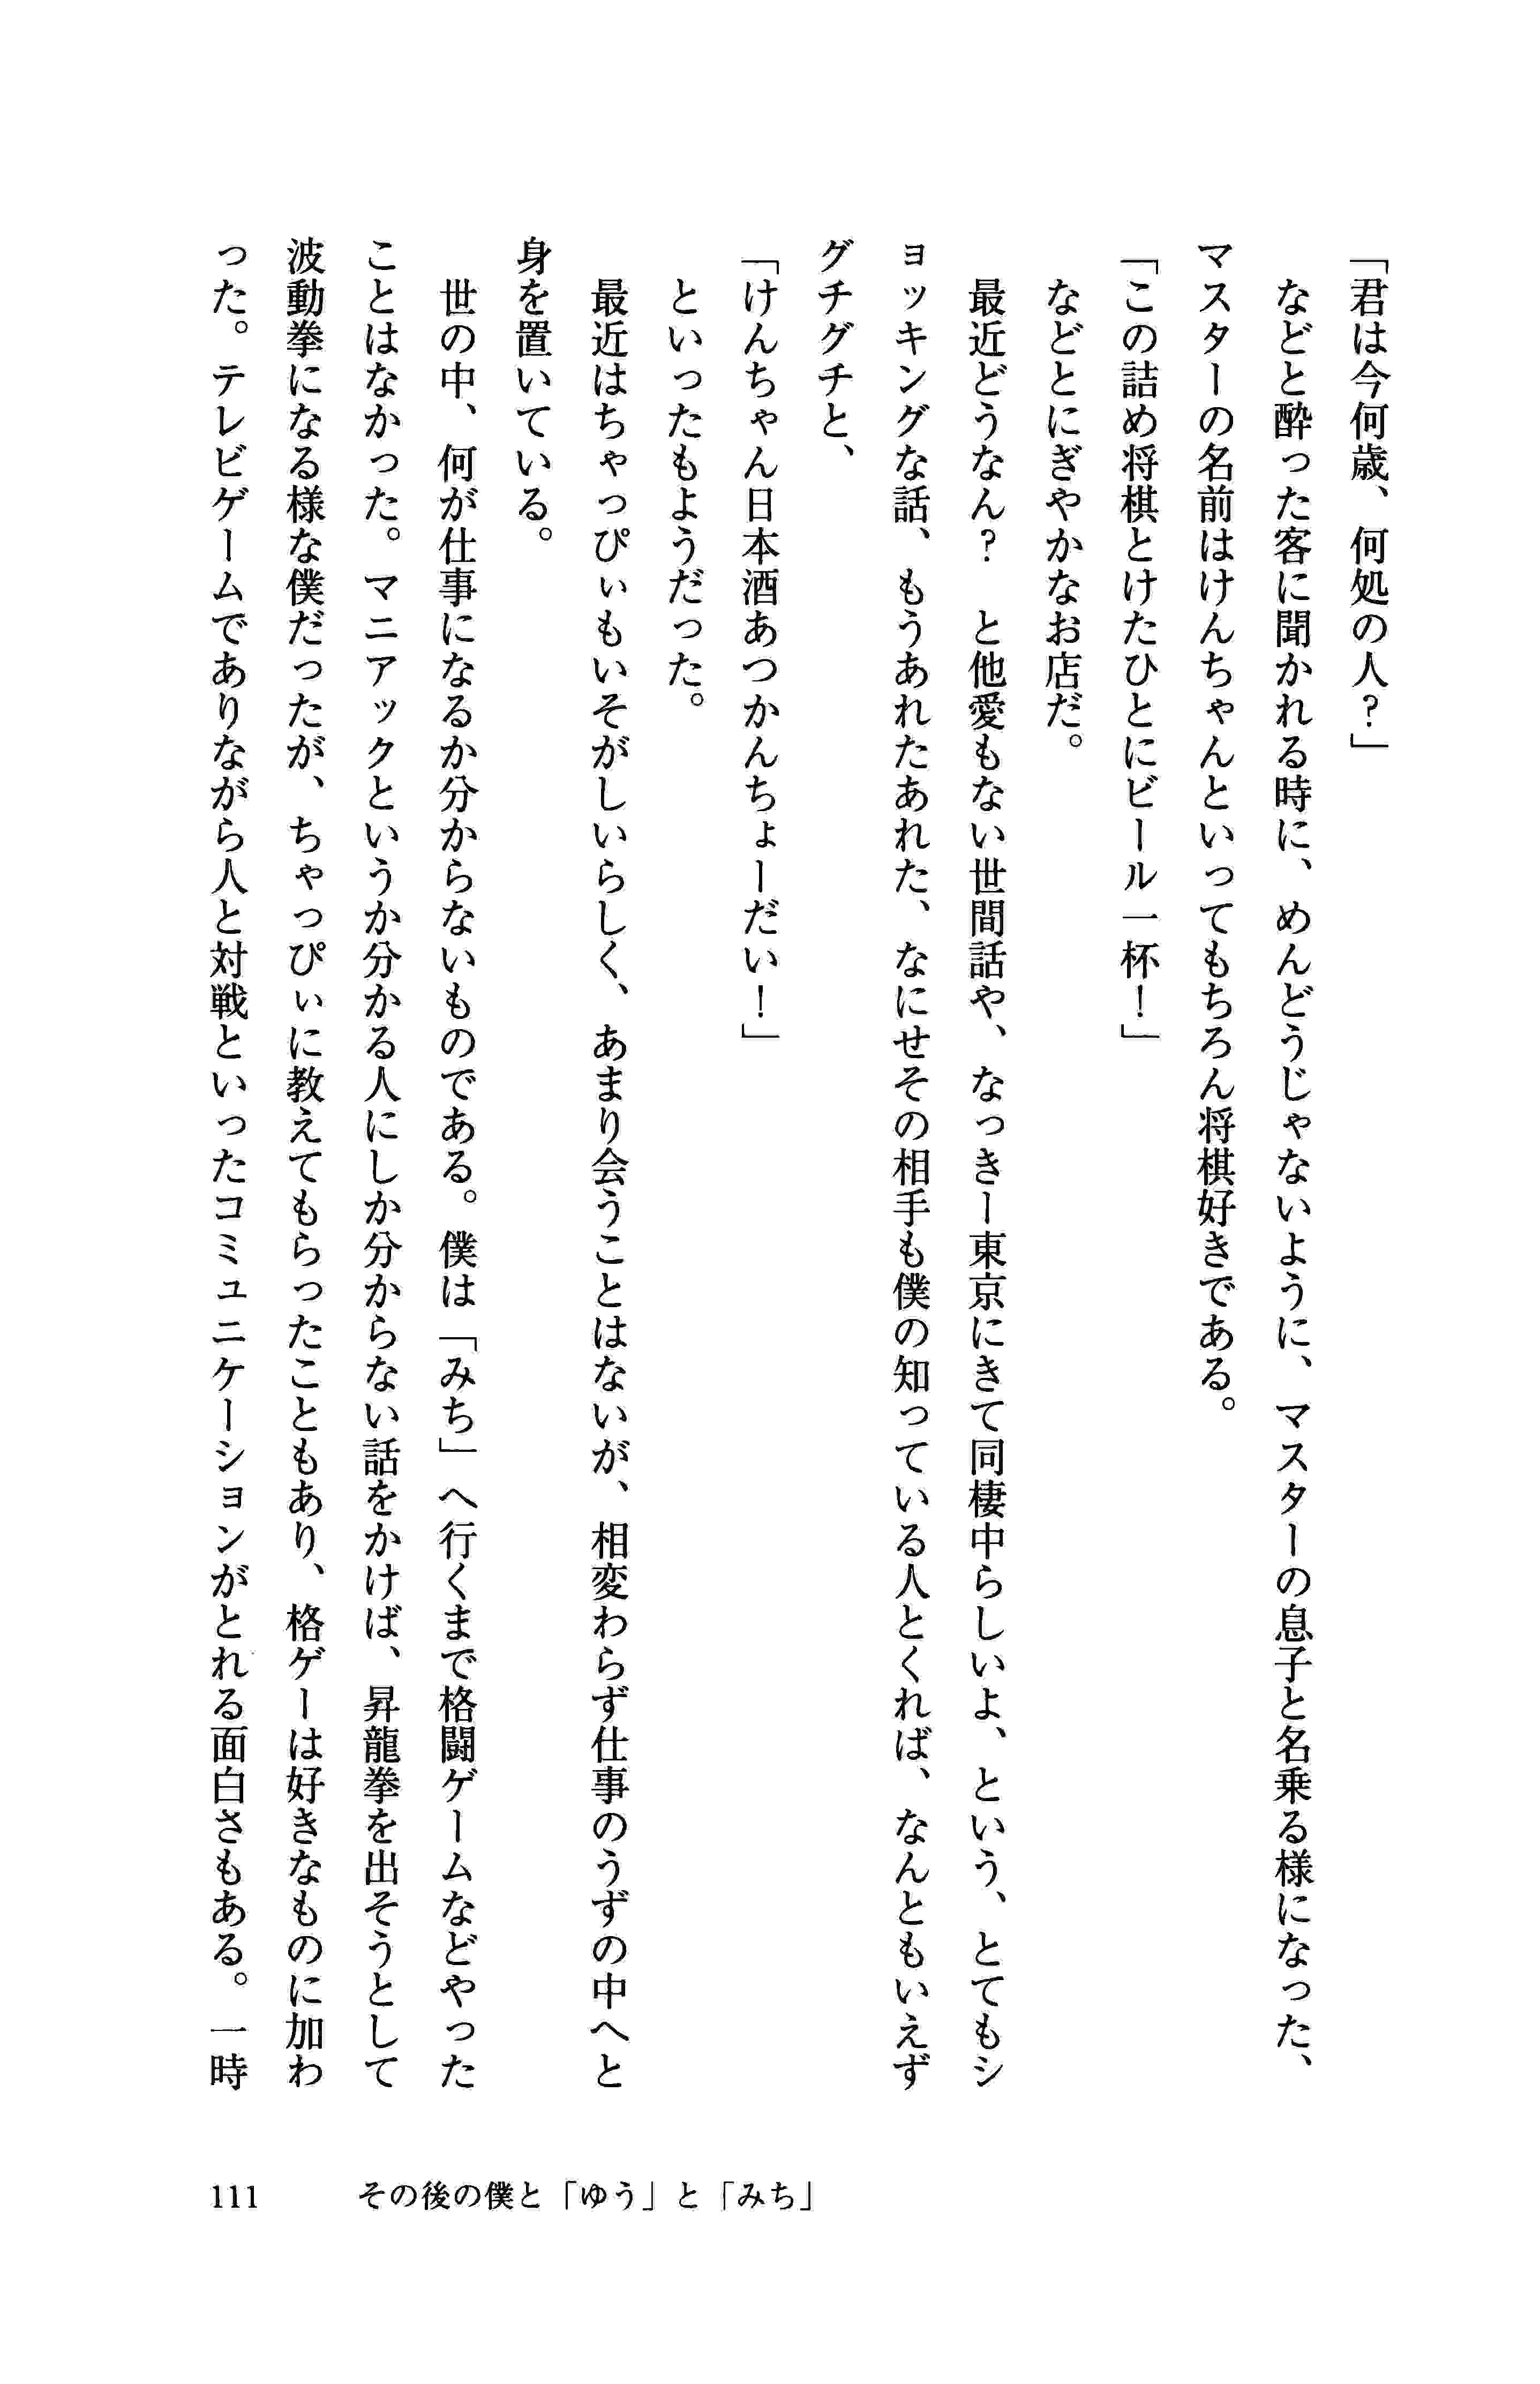 「君は今何歳、何処の人？」
などと酔った客に聞かれる時に、めんどうじゃないように、マスターの息子と名乗る様になった、
マスターの名前はけんちゃんといってもちろん将棋好きである。
「この詰め将棋とけたひとにビール一杯！」
などとにぎやかなお店だ。
最近どうなん？　と他愛もない世間話や、なっきー東京にきて同棲中らしいよ、という、とてもシ
ョッキングな話、もうあれたあれた、なにせその相手も僕の知っている人とくれば、なんともいえず
グチグチと、
「けんちゃん日本酒あつかんちょーだい！」
といったもようだった。
最近はちゃっぴぃもいそがしいらしく、あまり会うことはないが、相変わらず仕事のうずの中へと
身を置いている。
世の中、何が仕事になるか分からないものである。僕は「みち」へ行くまで格闘ゲームなどやった
ことはなかった。マニアックというか分かる人にしか分からない話をかけば、昇龍拳を出そうとして
波動拳になる様な僕だったが、ちゃっぴぃに教えてもらったこともあり、格ゲーは好きなものに加わ
った。テレビゲームでありながら人と対戦といったコミュニケーションがとれる面白さもある。一時
111　その後の僕と「ゆう」と「みち」